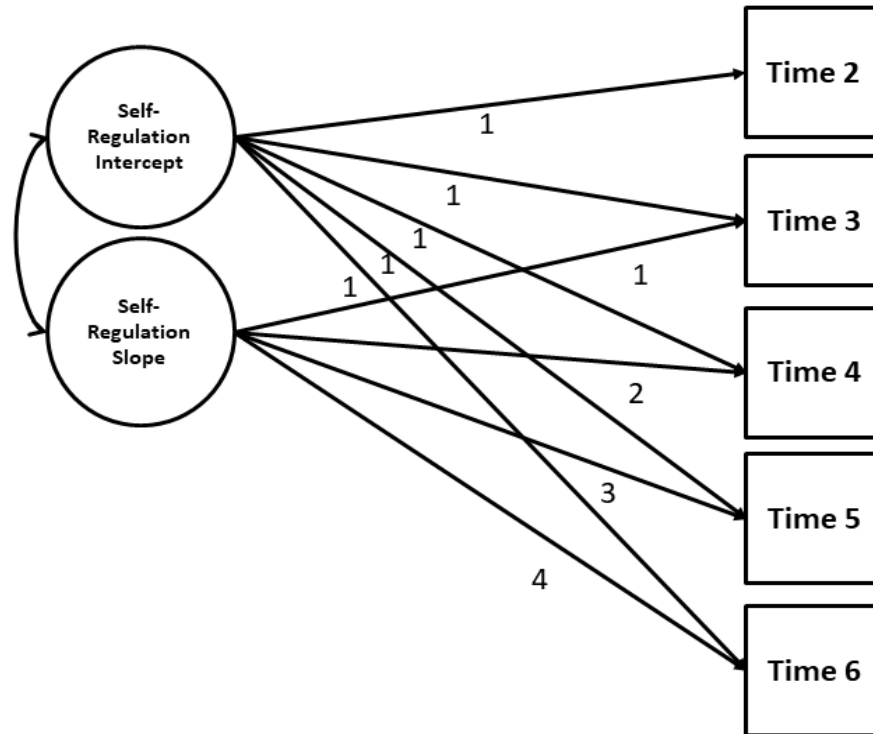 Self-
Regulation
Intercept
Self-
Regulation
Slope
1
1
1
1
1
1
2
3
4
Time 2
Time 3
Time 4
Time 5
Time 6